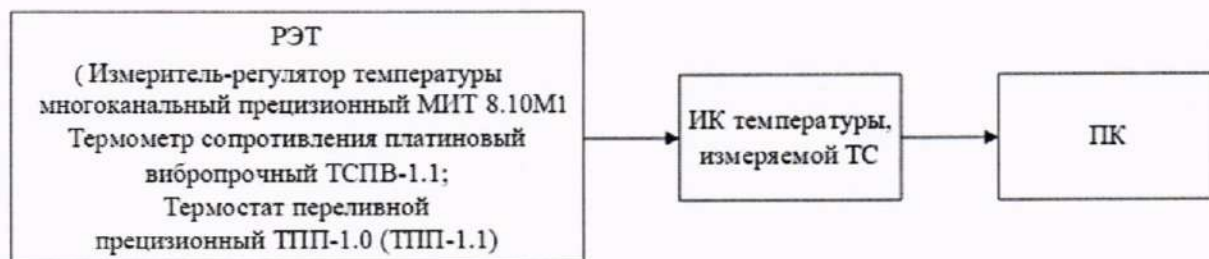 РЭТ
( Измеритель-регулятор температуры
многоканальный прецизионный МИТ 8.10М1
Термометр сопротивления платиновый
вибропрочный ТСПВ-1.1;
Термостат переливной
прецизионный ТПП-1.0 (ТПП-1.1)
ИК температуры,
измеряемой ТС
ПК